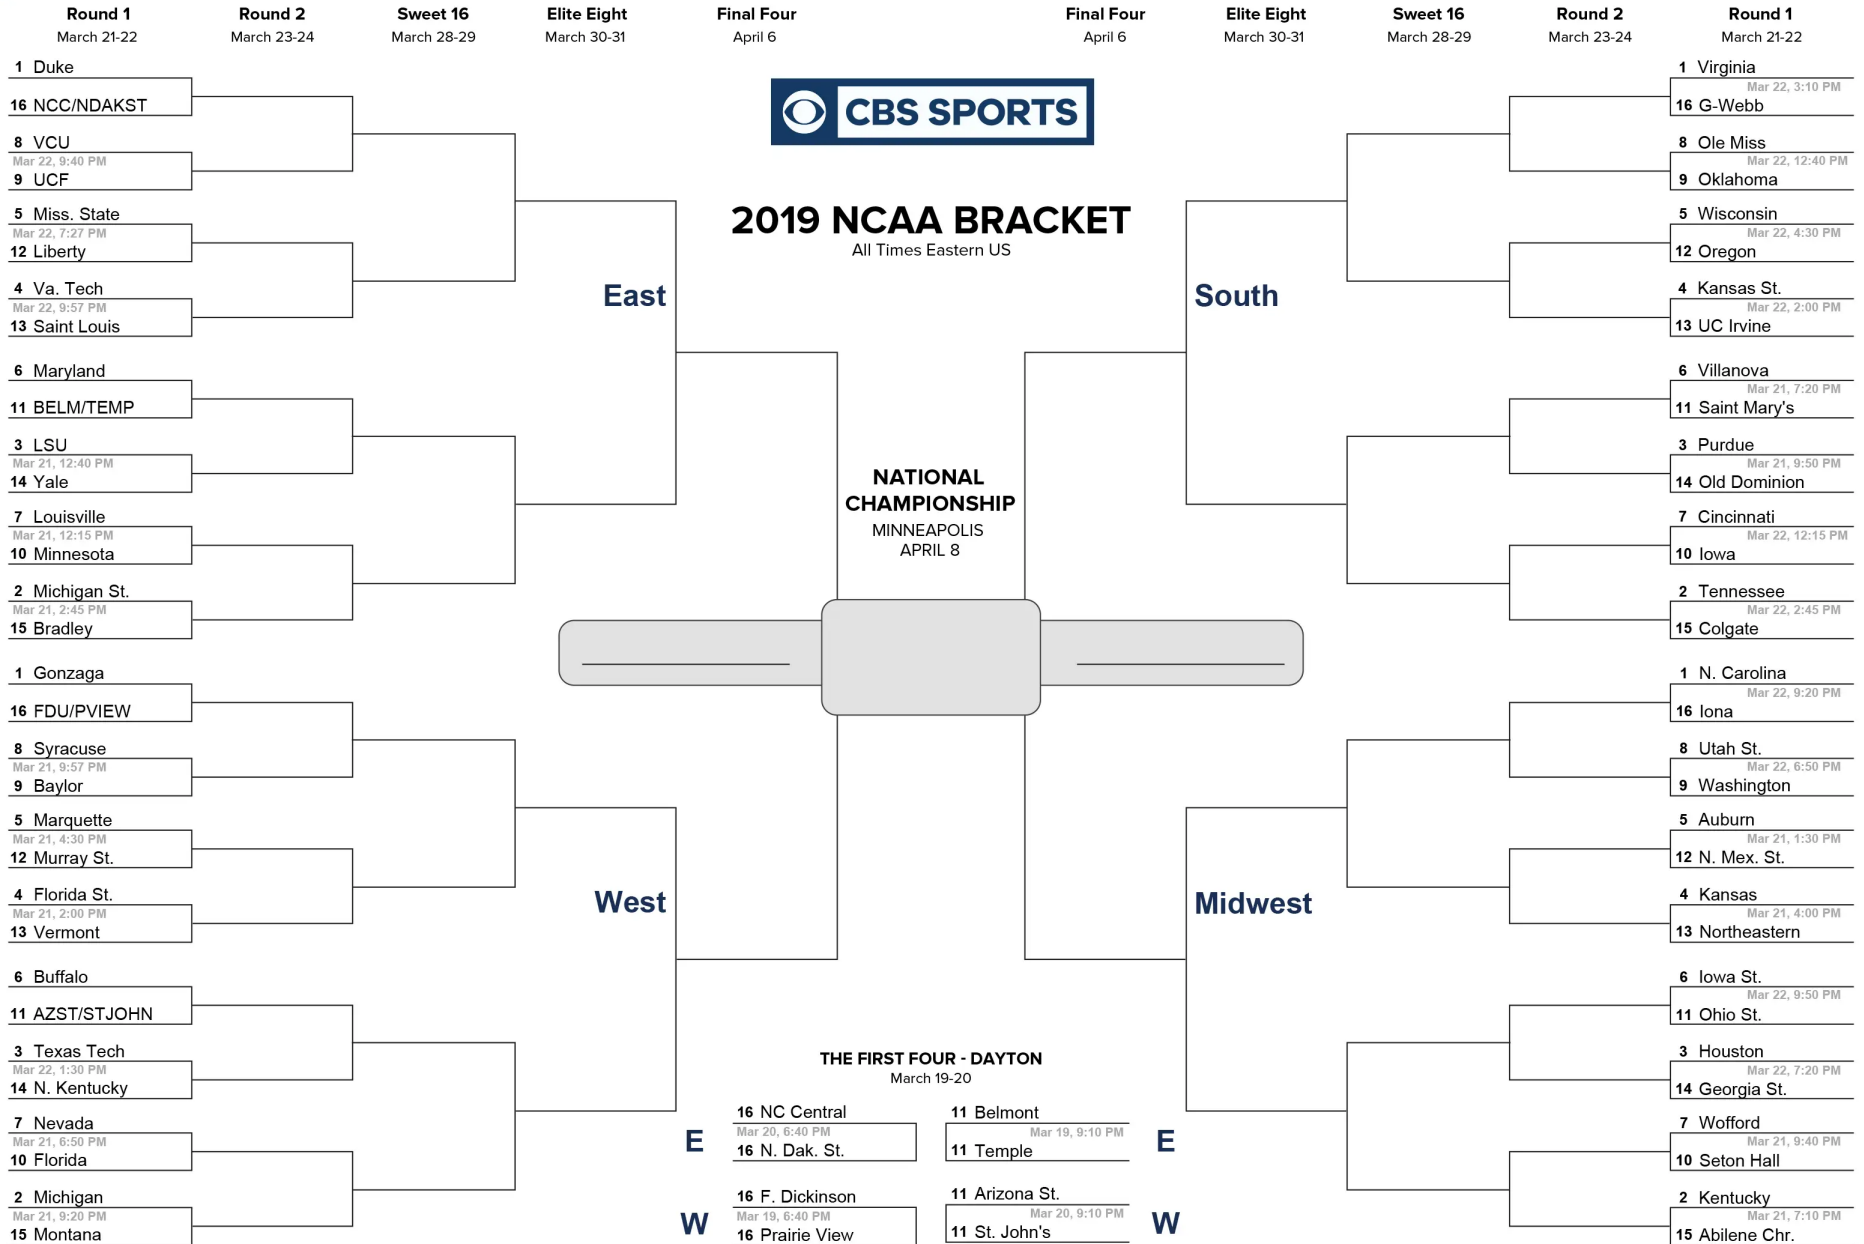 Round 1
March 21-22
Round 2
March 23-24
Sweet 16
March 28-29
Elite Eight
March 30-31
Final Four
April 6
Final Four
April 6
Elite Eight
March 30-31
Sweet 16
March 28-29
Round 2
March 23-24
Round 1
March 21-22
CBS SPORTS
2019 NCAA BRACKET
All Times Eastern US
1 Duke
16 NCC/NDAKST
8 VCU
Mar 22, 9:40 PM
9 UCF
5 Miss. State
Mar 22, 7:27 PM
12 Liberty
4 Va. Tech
Mar 22, 9:57 PM
13 Saint Louis
East
6 Maryland
11 BELM/TEMP
3 LSU
Mar 21, 12:40 PM
14 Yale
7 Louisville
Mar 21, 12:15 PM
10 Minnesota
2 Michigan St.
Mar 21, 2:45 PM
15 Bradley
1 Gonzaga
16 FDU/PVIEW
8 Syracuse
Mar 21, 9:57 PM
9 Baylor
5 Marquette
Mar 21, 4:30 PM
12 Murray St.
4 Florida St.
Mar 21, 2:00 PM
13 Vermont
West
6 Buffalo
11 AZST/STJOHN
3 Texas Tech
Mar 22, 1:30 PM
14 N. Kentucky
7 Nevada
Mar 21, 6:50 PM
10 Florida
2 Michigan
Mar 21, 9:20 PM
15 Montana
NATIONAL
CHAMPIONSHIP
MINNEAPOLIS
APRIL 8
1 Virginia
Mar 22, 3:10 PM
16 G-Webb
8 Ole Miss
Mar 22, 12:40 PM
9 Oklahoma
5 Wisconsin
Mar 22, 4:30 PM
12 Oregon
4 Kansas St.
Mar 22, 2:00 PM
13 UC Irvine
South
6 Villanova
Mar 21, 7:20 PM
11 Saint Mary's
3 Purdue
Mar 21, 9:50 PM
14 Old Dominion
7 Cincinnati
Mar 22, 12:15 PM
10 Iowa
2 Tennessee
Mar 22, 2:45 PM
15 Colgate
1 N. Carolina
Mar 22, 9:20 PM
16 Iona
8 Utah St.
Mar 22, 6:50 PM
9 Washington
5 Auburn
Mar 21, 1:30 PM
12 N. Mex. St.
4 Kansas
Mar 21, 4:00 PM
13 Northeastern
Midwest
6 Iowa St.
Mar 22, 9:50 PM
11 Ohio St.
3 Houston
Mar 22, 7:20 PM
14 Georgia St.
7 Wofford
Mar 21, 9:40 PM
10 Seton Hall
2 Kentucky
Mar 21, 7:10 PM
15 Abilene Chr.
THE FIRST FOUR - DAYTON
March 19-20
E
16 NC Central
Mar 20, 6:40 PM
16 N. Dak. St.
11 Belmont
Mar 19, 9:10 PM
11 Temple
E
W
16 F. Dickinson
Mar 19, 6:40 PM
16 Prairie View
11 Arizona St.
Mar 20, 9:10 PM
11 St. John's
W